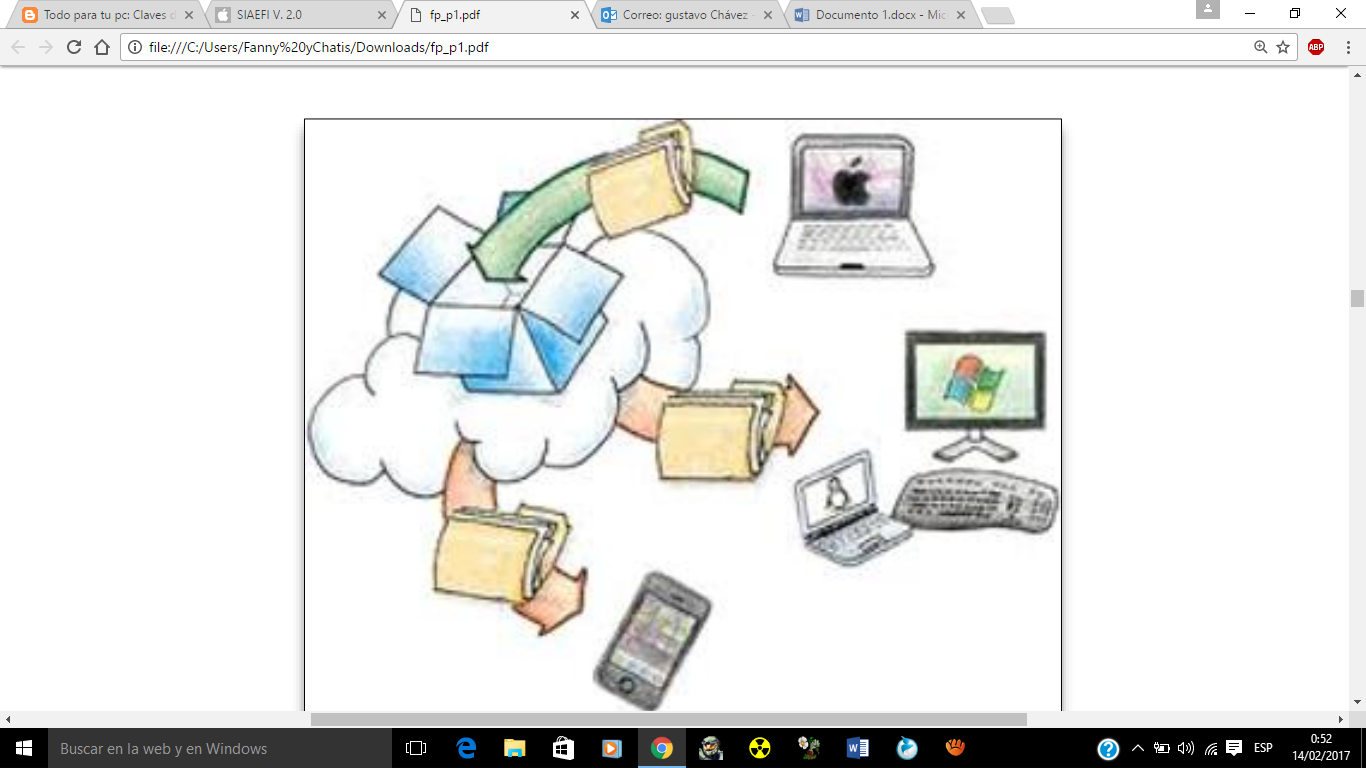 Todo para tu pc: Claves d
SIAEFI V. 2.0
fp_p1.pdf
Correo: gustavo Chávez -
Documento 1.docx - Mic
file:///C:/Users/Fanny%20yChatis/Downloads/fp_p1.pdf
ABP
Buscar en la web y en Windows
ESP
0:52
14/02/2017